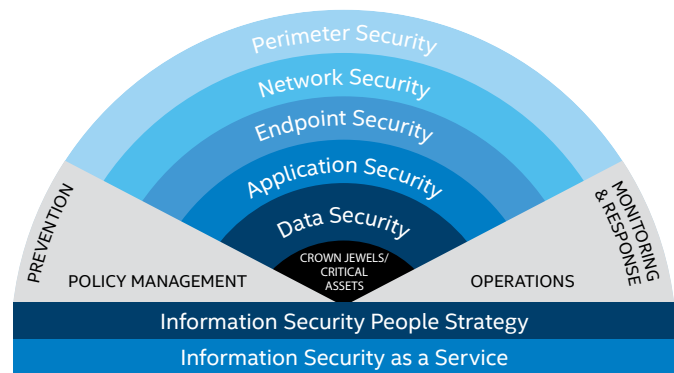 Perimeter Security
Network Security
Endpoint Security
Application Security
Data Security
CROWN JEWELS/
CRITICAL
ASSETS
PREVENTION
POLICY MANAGEMENT
OPERATIONS
MONITORING
& RESPONSE
Information Security People Strategy
Information Security as a Service